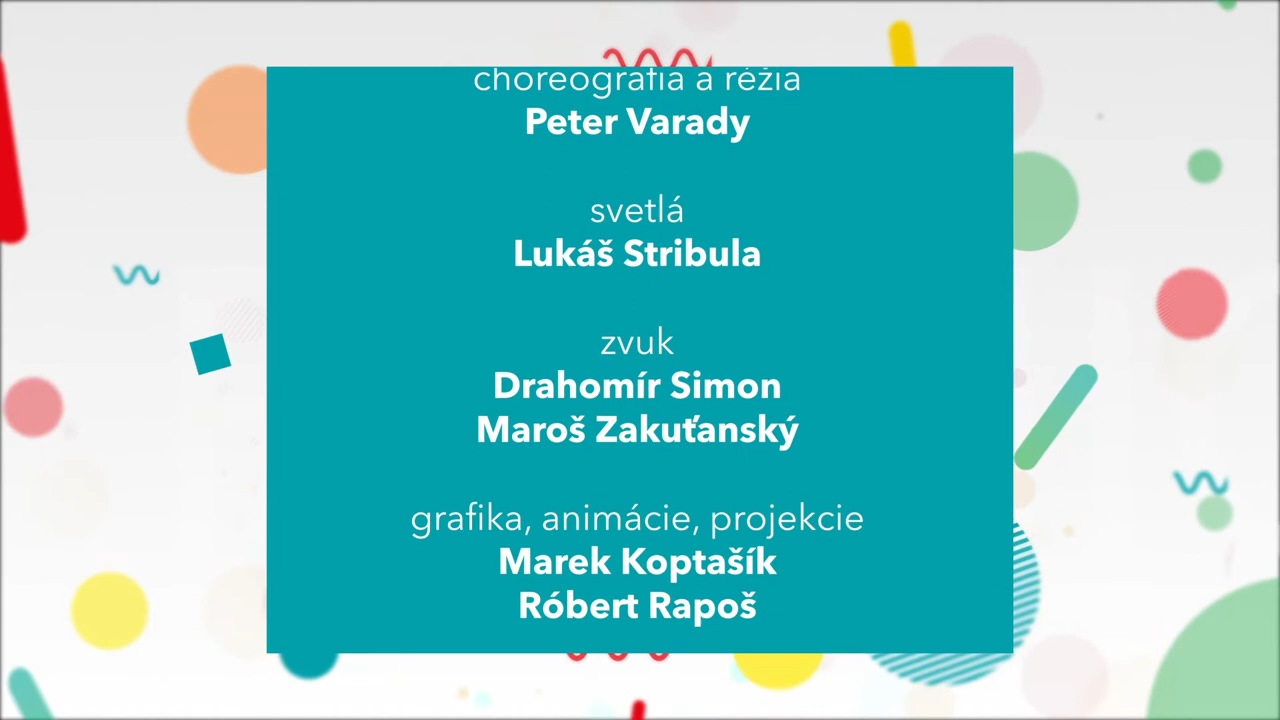 choreografia a réžia
Peter Varady
svetlá
Lukáš Stribula
zvuk
Drahomír Simon
Maroš Zakuťanský
grafika, animácie, projekcie
Marek Koptašík
Róbert Rapoš